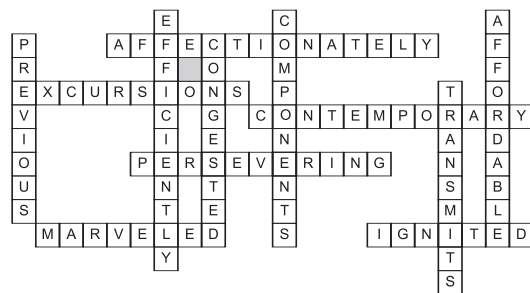 EFFICIENTLY
COMPONENTS
AFFORDABLE
PREVIOUS
AFFECTIONATELY
CONGESTED
EXCURSIONS
TRANSMITS
CONTEMPORARY
PERSEVERING
MARVELED
IGNITED